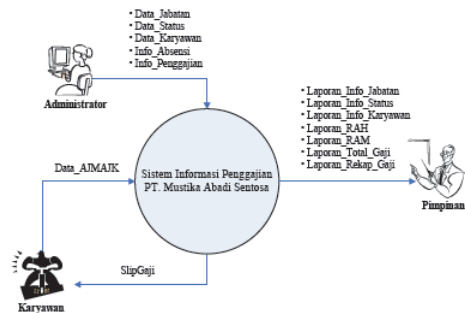 • Data_Jabatan
• Data_Status
• Data_Karyawan
• Info_Absensi
• Info_Penggajian
Administrator
• Laporan_Info_Jabatan
• Laporan_Info_Status
• Laporan_Info_Karyawan
• Laporan_RAH
• Laporan_RAM
• Laporan_Total_Gaji
• Laporan_Rekap_Gaji
Data_AJMAJK
Sistem Informasi Penggajian
PT. Mustika Abadi Sentosa
Pimpinan
SlipGaji
Karyawan